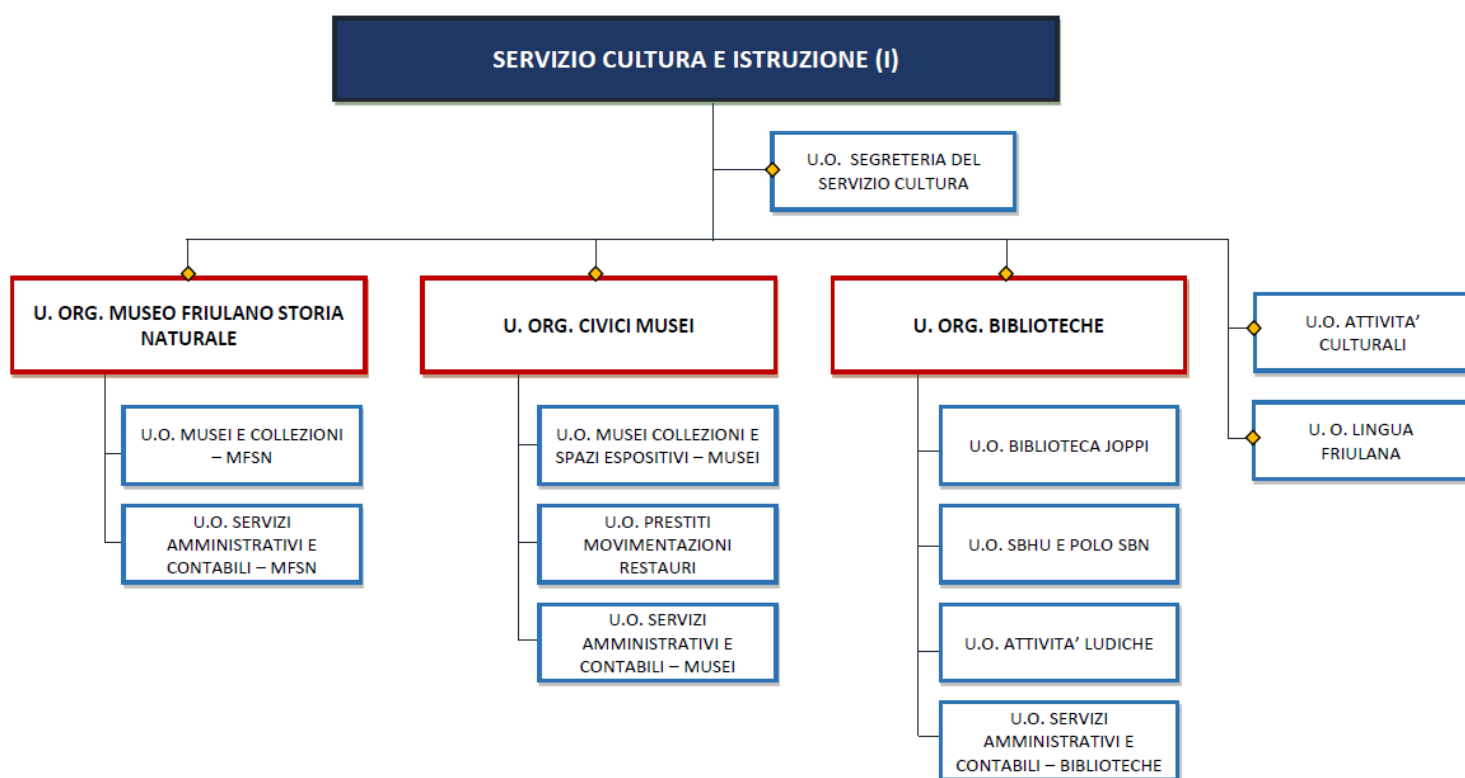 SERVIZIO CULTURA E ISTRUZIONE (I)
U.O. SEGRETERIA DEL
SERVIZIO CULTURA
U. ORG. MUSEO FRIULANO STORIA
NATURALE
U.O. MUSEI E COLLEZIONI
– MFSN
U.O. SERVIZI
AMMINISTRATIVI E
CONTABILI – MFSN
U. ORG. CIVICI MUSEI
U.O. MUSEI COLLEZIONI E
SPAZI ESPOSITIVI – MUSEI
U.O. PRESTITI
MOVIMENTAZIONI
RESTAURI
U.O. SERVIZI
AMMINISTRATIVI E
CONTABILI – MUSEI
U. ORG. BIBLIOTECHE
U.O. BIBLIOTECA JOPPI
U.O. SBHU E POLO SBN
U.O. ATTIVITA’ LUDICHE
U.O. SERVIZI
AMMINISTRATIVI E
CONTABILI – BIBLIOTECHE
U.O. ATTIVITA’
CULTURALI
U. O. LINGUA
FRIULANA